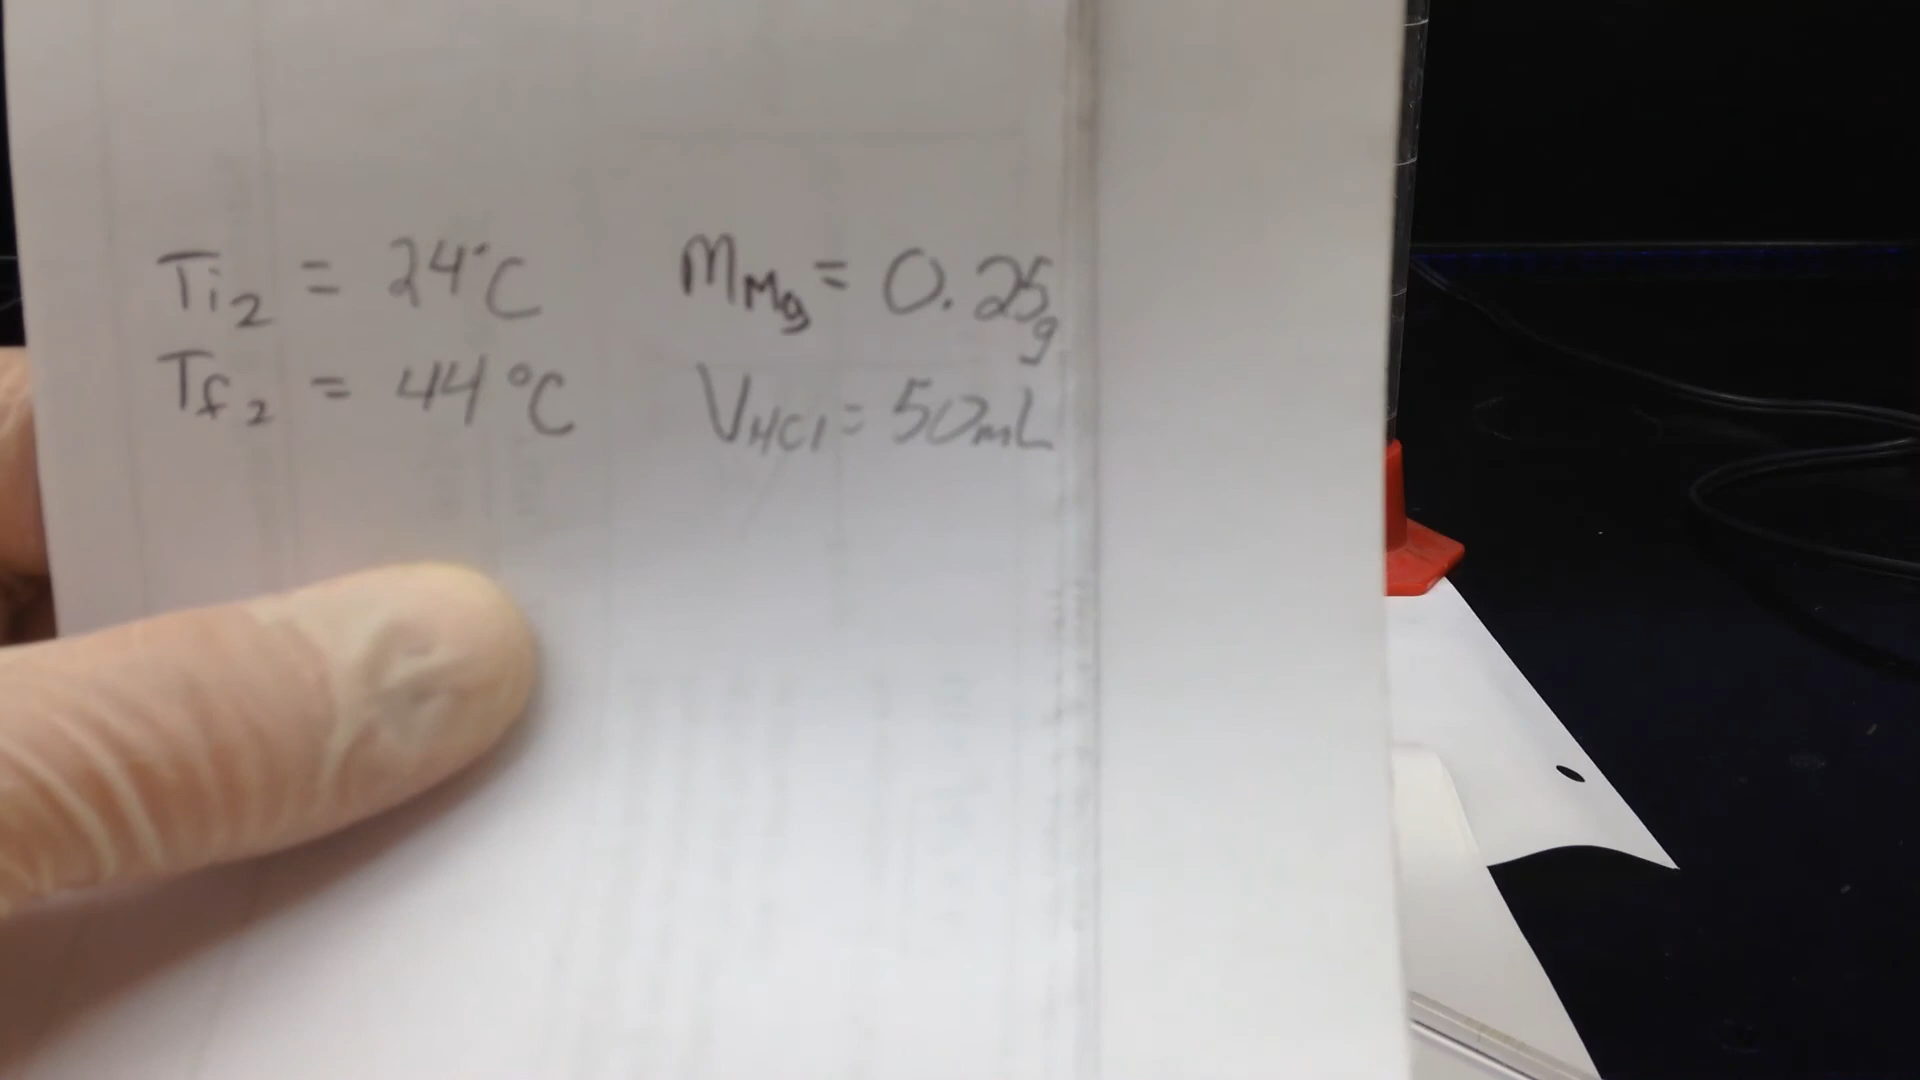 Ti2 = 24°C
Tf2 = 44°C
mMg = 0.25g
VHCl = 50mL